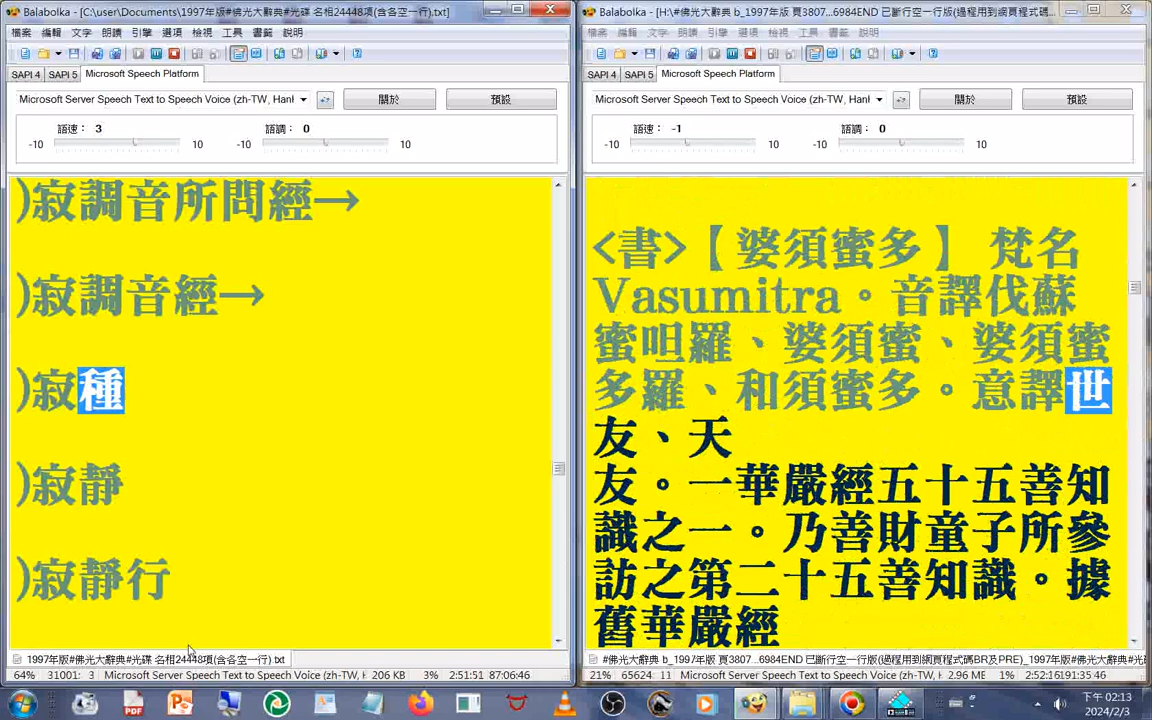 Balabolka - [C:\user\Documents\1997年版#佛光大辭典#光碟 名相24448項(含各空一行).txt]
檔案 編輯 文字 朗讀 引擎 選項 檢視 工具 書籤 說明
SAPI 4 SAPI 5 Microsoft Speech Platform
Microsoft Server Speech Text to Speech Voice (zh-TW, Hanl
關於 預設
語速： 3 語調： 0
-10 10 -10 10
)寂調音所問經→
)寂調音經→
)寂種
)寂靜
)寂靜行
1997年版#佛光大辭典#光碟 名相24448項(含各空一行).txt
64% 31001: 3 Microsoft Server Speech Text to Speech Voice (zh-TW, H 206 KB 3% 2:51:51 87:06:46
Balabolka - [H:\#佛光大辭典 b_1997年版 頁3807...6984END 已斷行空一行版(過程用到網頁程式碼...
檔案 編輯 文字 朗讀 引擎 選項 檢視 工具 書籤 說明
SAPI 4 SAPI 5 Microsoft Speech Platform
Microsoft Server Speech Text to Speech Voice (zh-TW, Hanl
關於 預設
語速： -1 語調： 0
-10 10 -10 10
<書>【婆須蜜多】 梵名
Vasumitra。音譯伐蘇
蜜呾羅、婆須蜜、婆須蜜
多羅、和須蜜多。意譯世
友、天
友。一華嚴經五十五善知
識之一。乃善財童子所參
訪之第二十五善知識。據
舊華嚴經
#佛光大辭典 b_1997年版 頁3807...6984END 已斷行空一行版(過程用到網頁程式碼BR及PRE)_1997年版#佛光
21% 65624: 11 Microsoft Server Speech Text to Speech Voice (zh-TW, 2.96 ME 1% 2:52:16 191:35:46
下午 02:13
2024/2/3